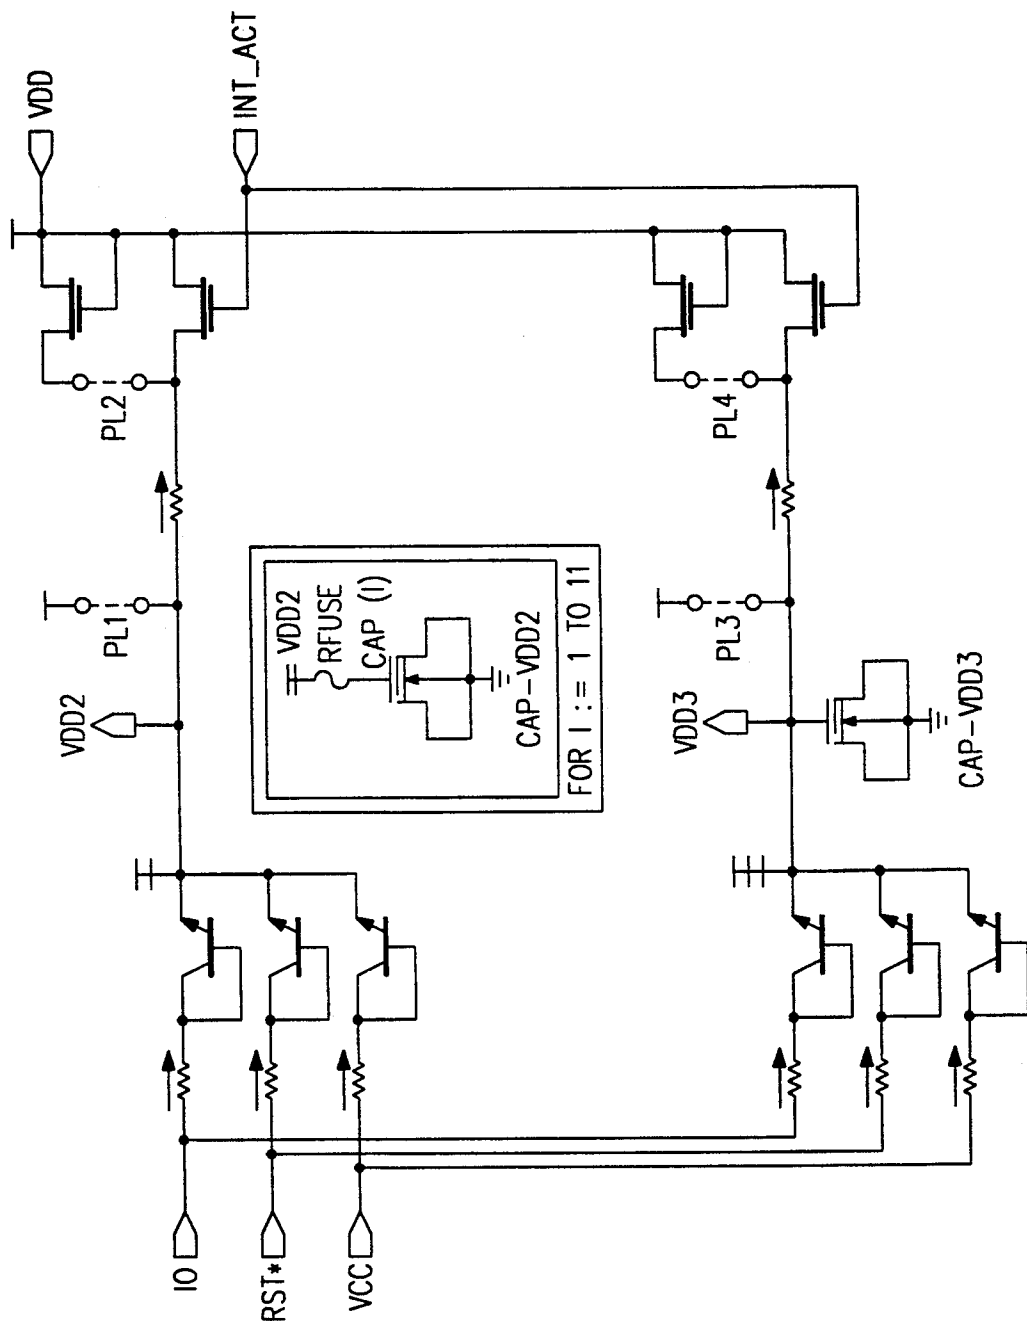 VDD
INT_ACT
PL2
PL4
PL1
PL3
VDD2
VDD3
VDD2
RFUSE
CAP (I)
CAP-VDD2
FOR I := 1 TO 11
CAP-VDD3
IO
RST*
VCC